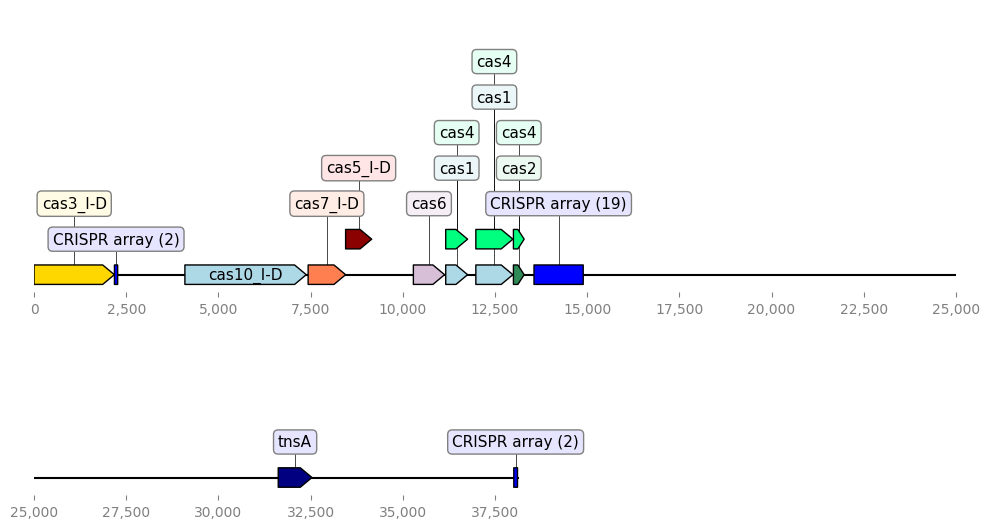 cas4
cas1
cas4 cas4
cas5_I-D cas1 cas2
cas3_I-D cas7_I-D cas6 CRISPR array (19)
CRISPR array (2)
cas10_I-D
0 2,500 5,000 7,500 10,000 12,500 15,000 17,500 20,000 22,500 25,000
tnsA CRISPR array (2)
25,000 27,500 30,000 32,500 35,000 37,500